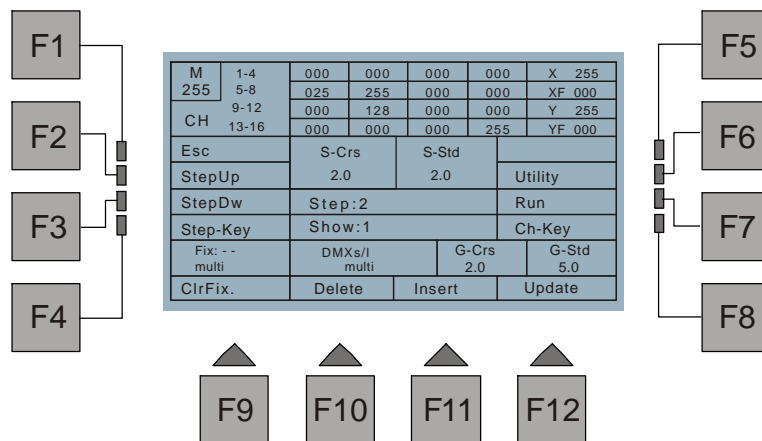 F1
F2
F3
F4
M 1-4 000 000 000 000 X 255
255 5-8 025 255 000 000 XF 000
9-12 000 128 000 000 Y 255
CH 13-16 000 000 000 255 YF 000
Esc S-Crs S-Std
StepUp 2.0 2.0 Utility
StepDw Step:2 Run
Step-Key Show:1 Ch-Key
Fix: - - DMXs/I G-Crs G-Std
multi multi 2.0 5.0
ClrFix. Delete Insert Update
F5
F6
F7
F8
F9 F10 F11 F12